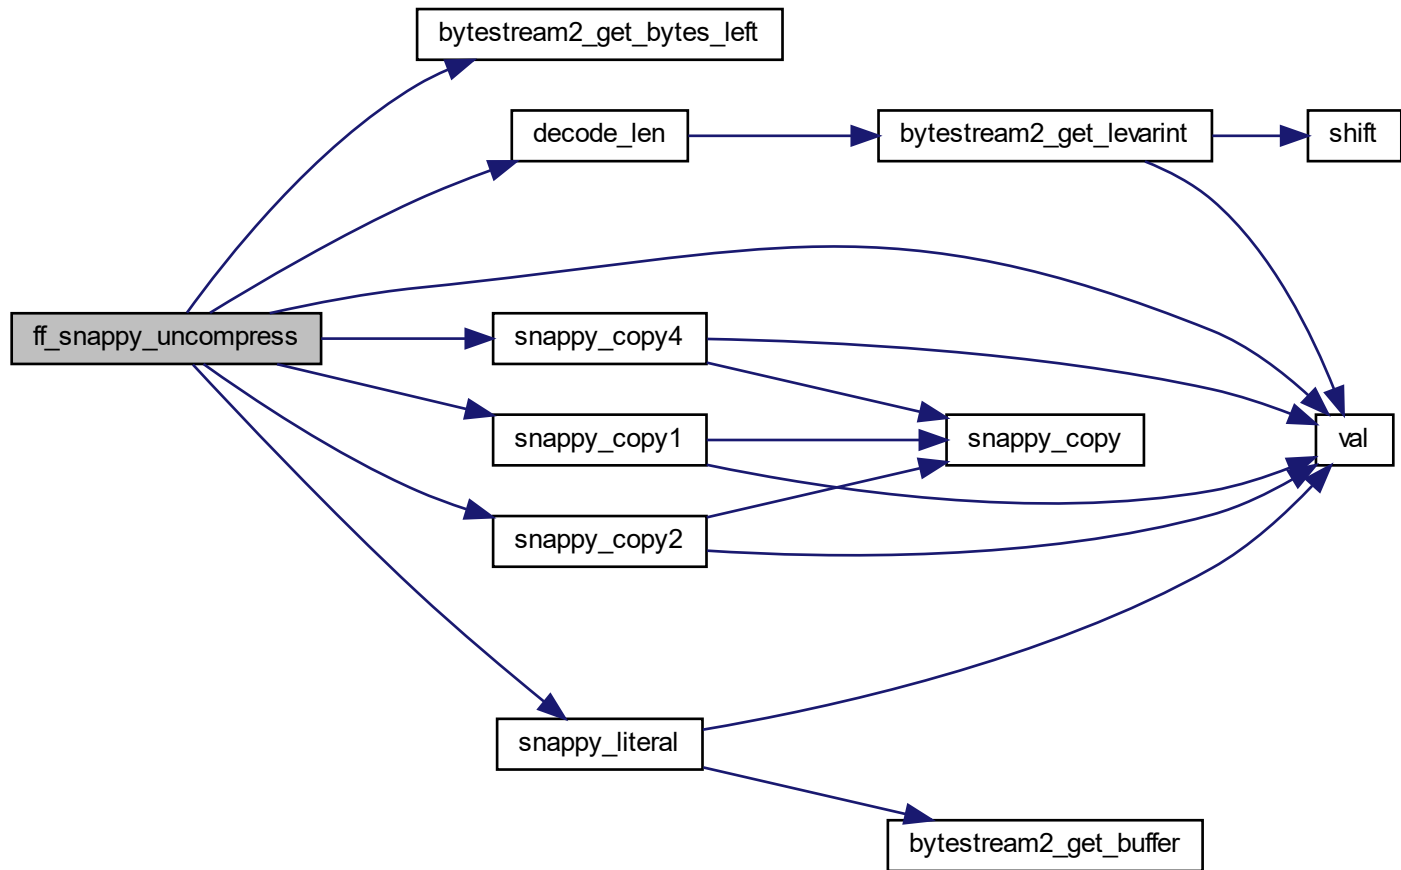 bytestream2_get_bytes_left
decode_len
bytestream2_get_levarint
shift
ff_snappy_uncompress
snappy_copy4
snappy_copy1
snappy_copy
val
snappy_copy2
snappy_literal
bytestream2_get_buffer